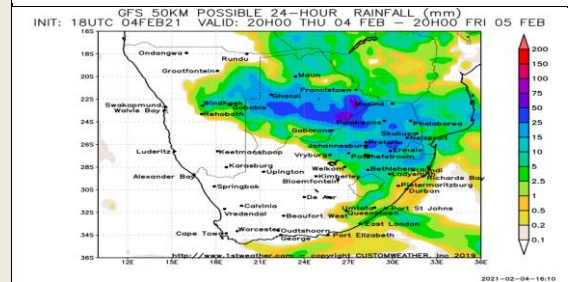 GFS 50KM POSSIBLE 24-HOUR RAINFALL (mm)
INIT: 18UTC 04FEB21 VALID: 20H00 THU 04 FEB - 20H00 FRI 05 FEB
16S
Ondangwa
Rundu
18S
Grootfontein
Maun
20S
Francistown
Ghanzi
22S
Windhoek
Gobabis
Musina
Swakopmund
Walvis Bay
Rehoboth
Polokwane
Phalaborwa
24S
Gaborone
Skukuza
Nelspruit
Johannesburg
Pretoria
26S
Luderitz
Keetmanshoop
Vryburg
Potchefstroom
Ermelo
Karasburg
Upington
Welkom
Bethlehem
Ladysmith
28S
Alexander Bay
Kimberley
Richards Bay
Bloemfontein
Springbok
Pietermaritzburg
Durban
30S
De Aar
Calvinia
Umtata
Port St Johns
Vredendal
Beaufort West
Queenstown
32S
East London
Cape Town
Worcester
Oudtshoorn
34S
George
Port Elizabeth
http://www.1stweather.com - copyright CUSTOMWEATHER, Inc 2019
36S
12E 15E 18E 21E 24E 27E 30E 33E 36E
200
150
100
75
50
25
15
10
5
2.5
1
0.5
0.2
0.1
2021-02-04-18:10